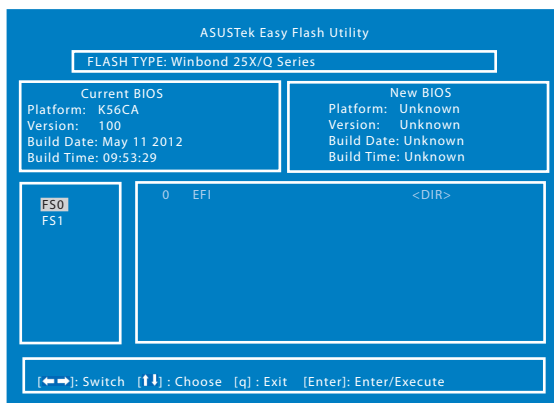 ASUSTek Easy Flash Utility
FLASH TYPE: Winbond 25X/Q Series
Current BIOS
Platform: K56CA
Version: 100
Build Date: May 11 2012
Build Time: 09:53:29
New BIOS
Platform: Unknown
Version: Unknown
Build Date: Unknown
Build Time: Unknown
FS0
FS1
0 EFI <DIR>
[←→]: Switch [↑↓] : Choose [q] : Exit [Enter]: Enter/Execute